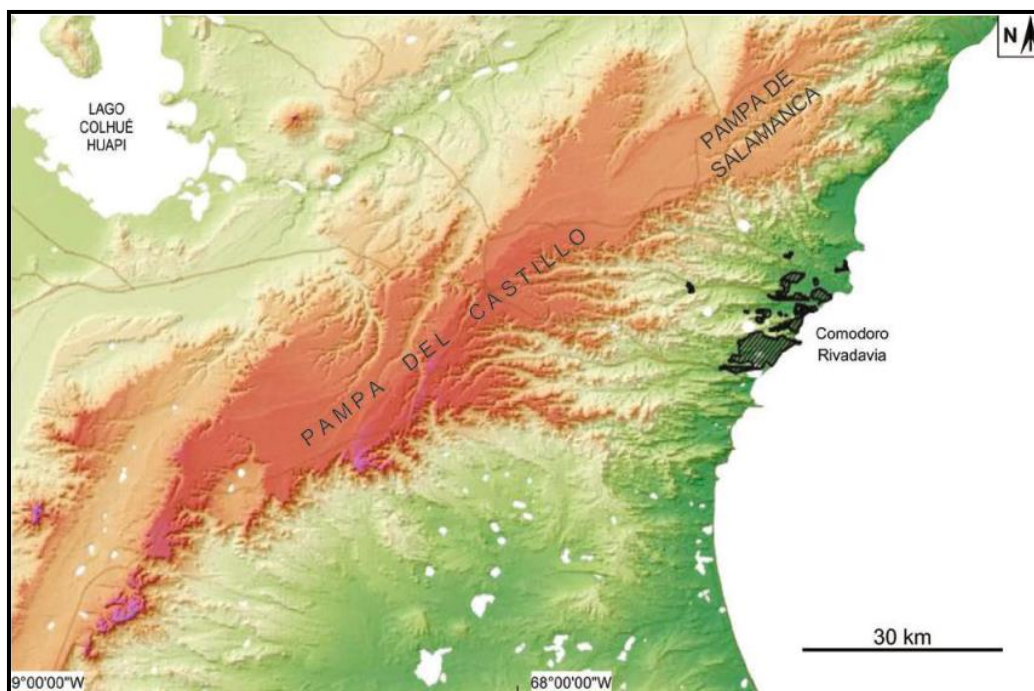 N
LAGO
COLHUÉ
HUAPI
PAMPA DE
SALAMANCA
PAMPA DEL CASTILLO
Comodoro
Rivadavia
30 km
9°00'00"W
68°00'00"W